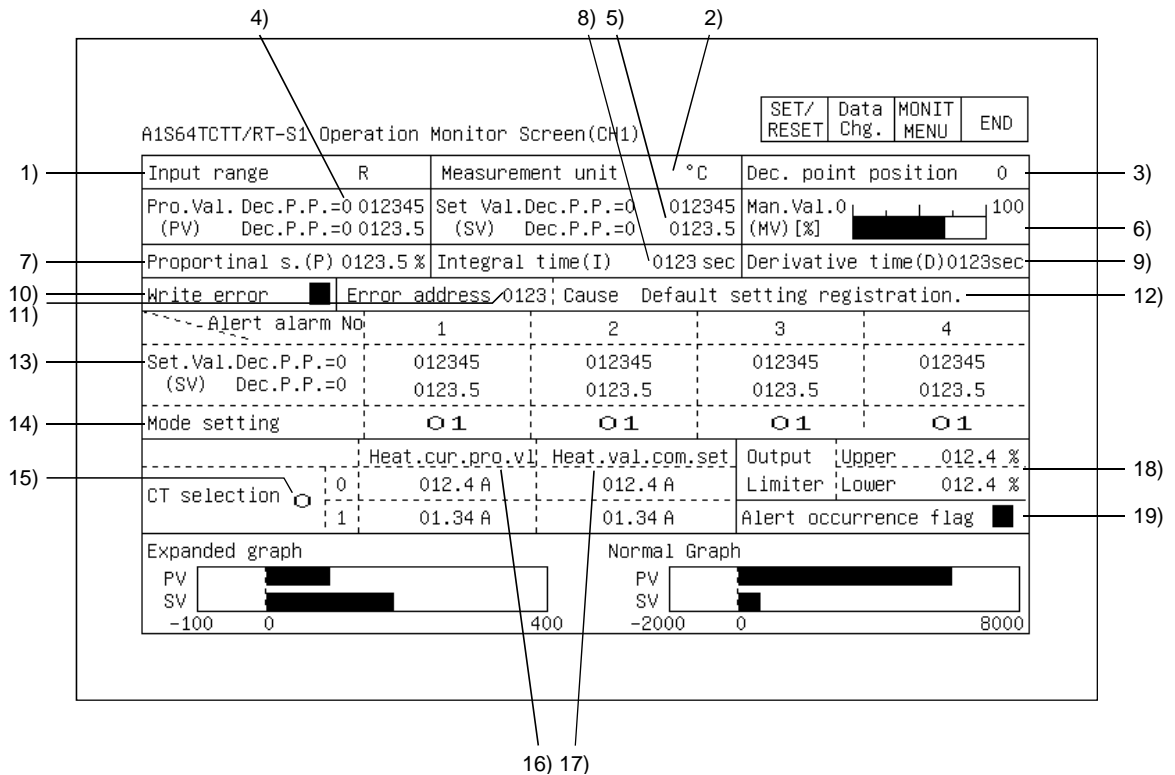 4) 8) 5) 2)
SET/ RESET Data Chg. MONIT MENU END
A1S64TCTT/RT-S1 Operation Monitor Screen(CH1)
1) Input range R Measurement unit °C Dec. point position 0 3)
Pro.Val. Dec.P.P.=0 012345 Set Val.Dec.P.P.=0 012345 Man.Val.0 100
(PV) Dec.P.P.=0 0123.5 (SV) Dec.P.P.=0 0123.5 (MV)[%] 6)
7) Proportinal s.(P) 0123.5 % Integral time(I) 0123 sec Derivative time(D)0123sec 9)
10) Write error Error address 0123 Cause Default setting registration. 12)
11) Alert alarm No 1 2 3 4
13) Set.Val.Dec.P.P.=0 012345 012345 012345 012345
(SV) Dec.P.P.=0 0123.5 0123.5 0123.5 0123.5
14) Mode setting 01 01 01 01
Heat.cur.pro.vl Heat.val.com.set Output Upper 012.4 %
15) CT selection 0 0 012.4 A 012.4 A Limiter Lower 012.4 % 18)
1 01.34 A 01.34 A Alert occurrence flag 19)
Expanded graph Normal Graph
PV PV
SV SV
-100 0 400 -2000 0 8000
16) 17)